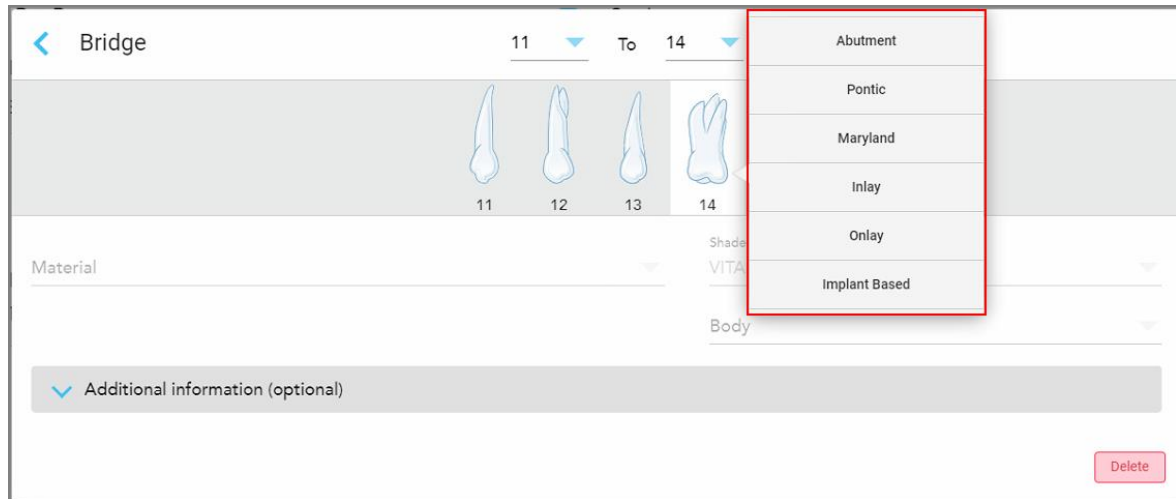 Bridge
11 To 14
Abutment
Pontic
Maryland
Inlay
Onlay
Implant Based
11 12 13 14
Material
Shade
VITA
Body
Additional information (optional)
Delete